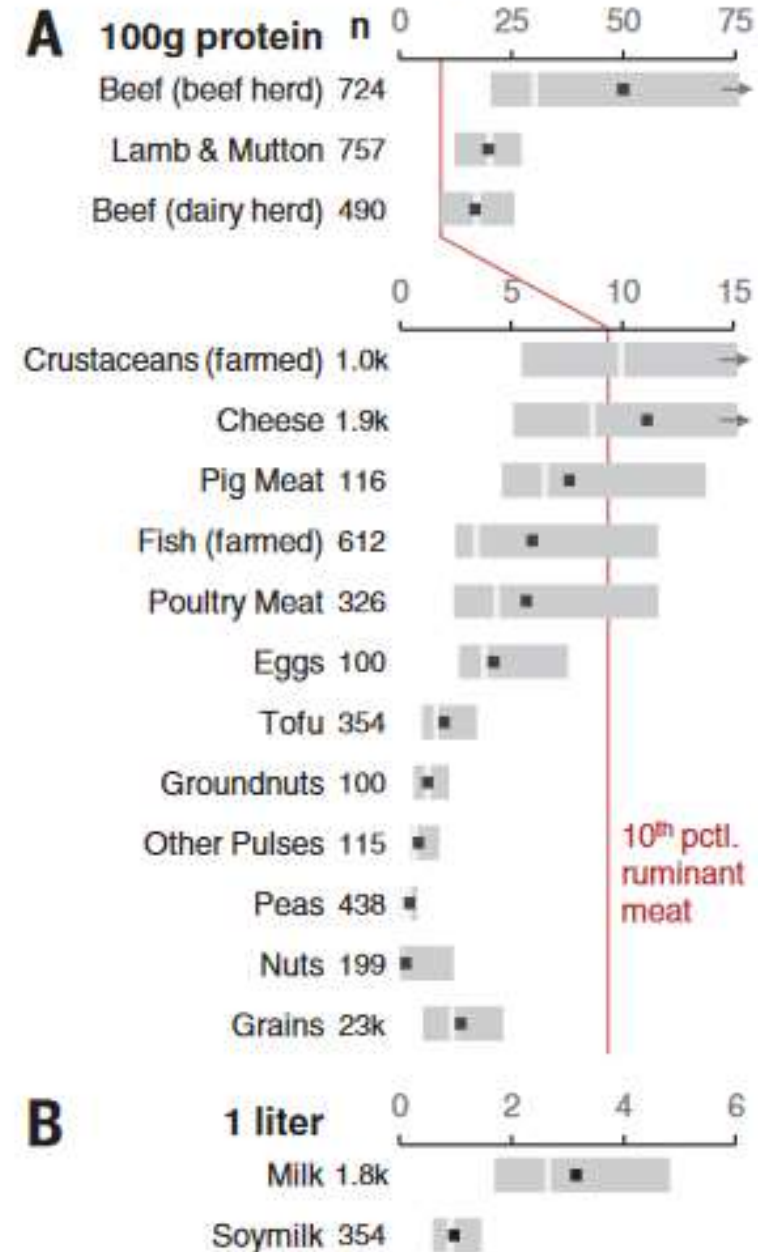 A 100g protein n 0 25 50 75
Beef (beef herd) 724
Lamb & Mutton 757
Beef (dairy herd) 490
0 5 10 15
Crustaceans (farmed) 1.0k
Cheese 1.9k
Pig Meat 116
Fish (farmed) 612
Poultry Meat 326
Eggs 100
Tofu 354
Groundnuts 100
Other Pulses 115
10th pctl.
ruminant
meat
Peas 438
Nuts 199
Grains 23k
B 1 liter 0 2 4 6
Milk 1.8k
Soymilk 354